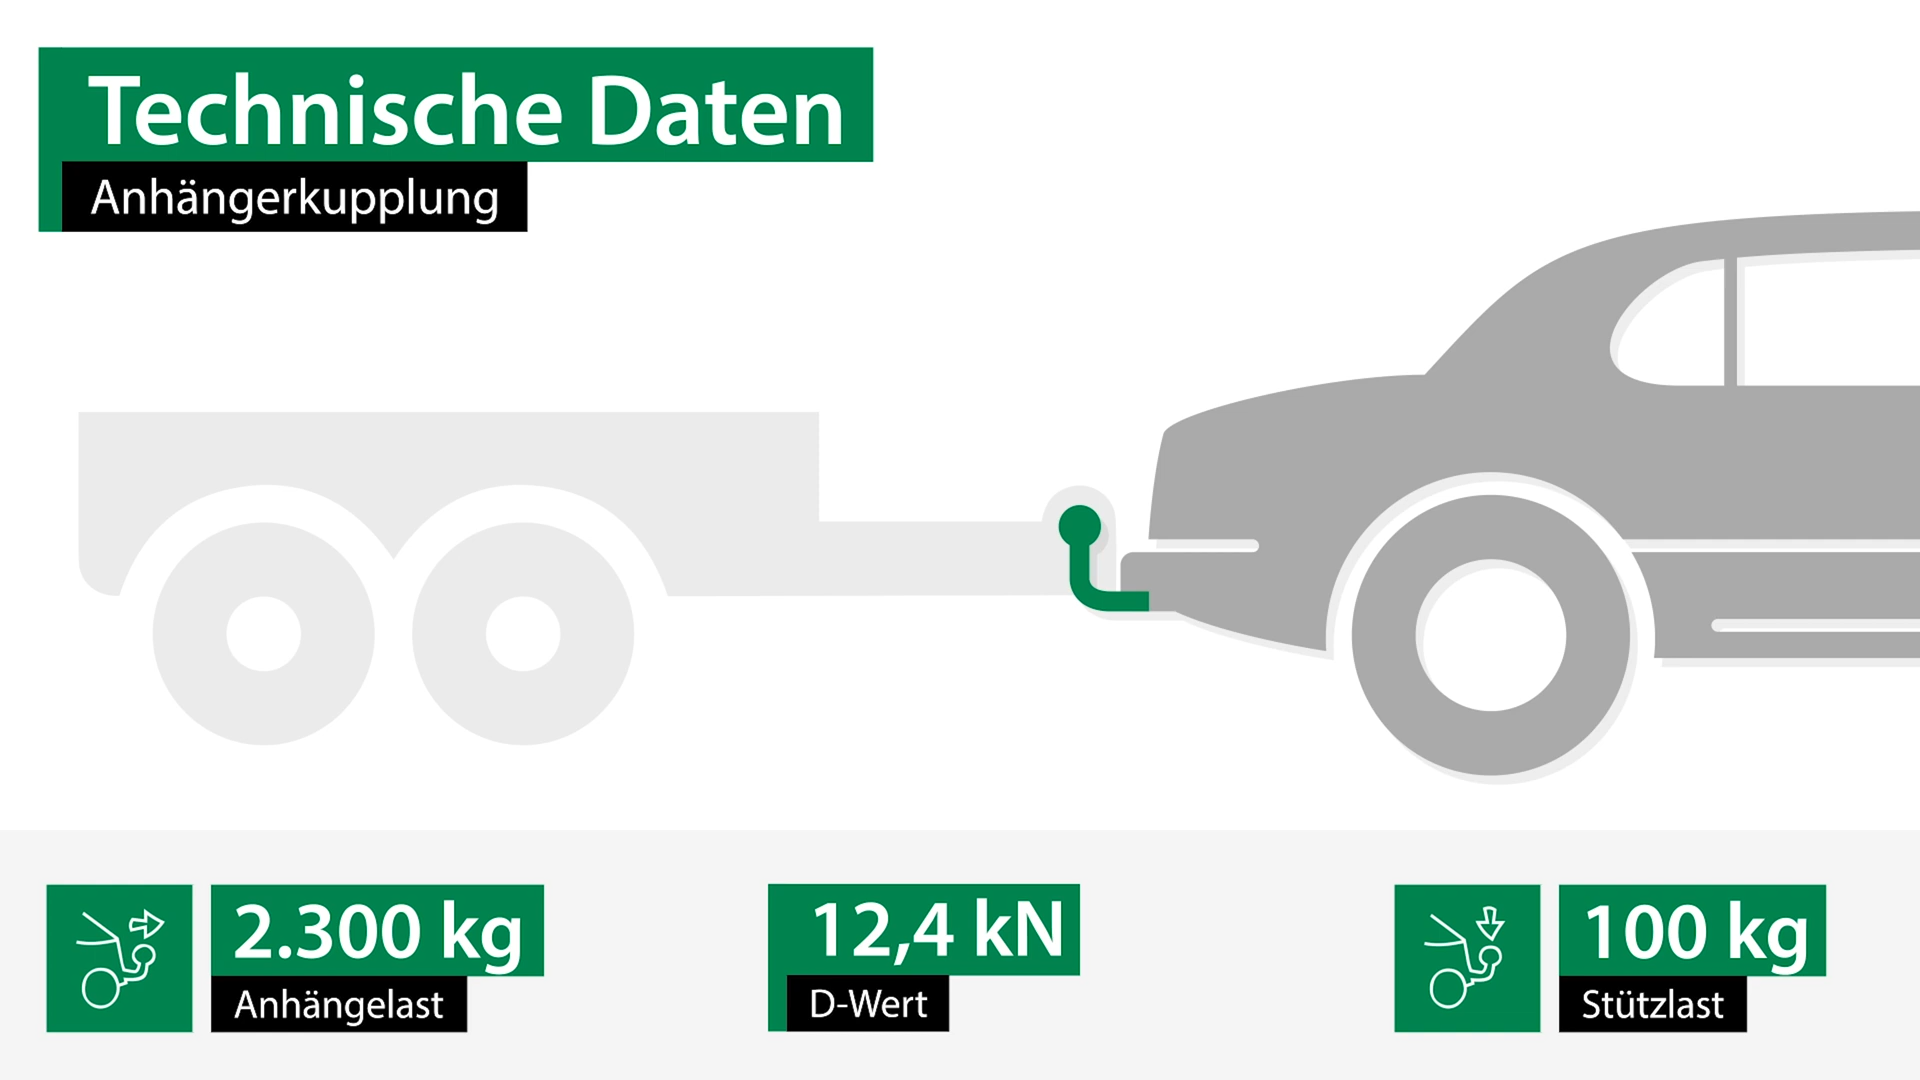 Technische Daten
Anhängerkupplung
2.300 kg
Anhängelast
12,4 kN
D-Wert
100 kg
Stützlast